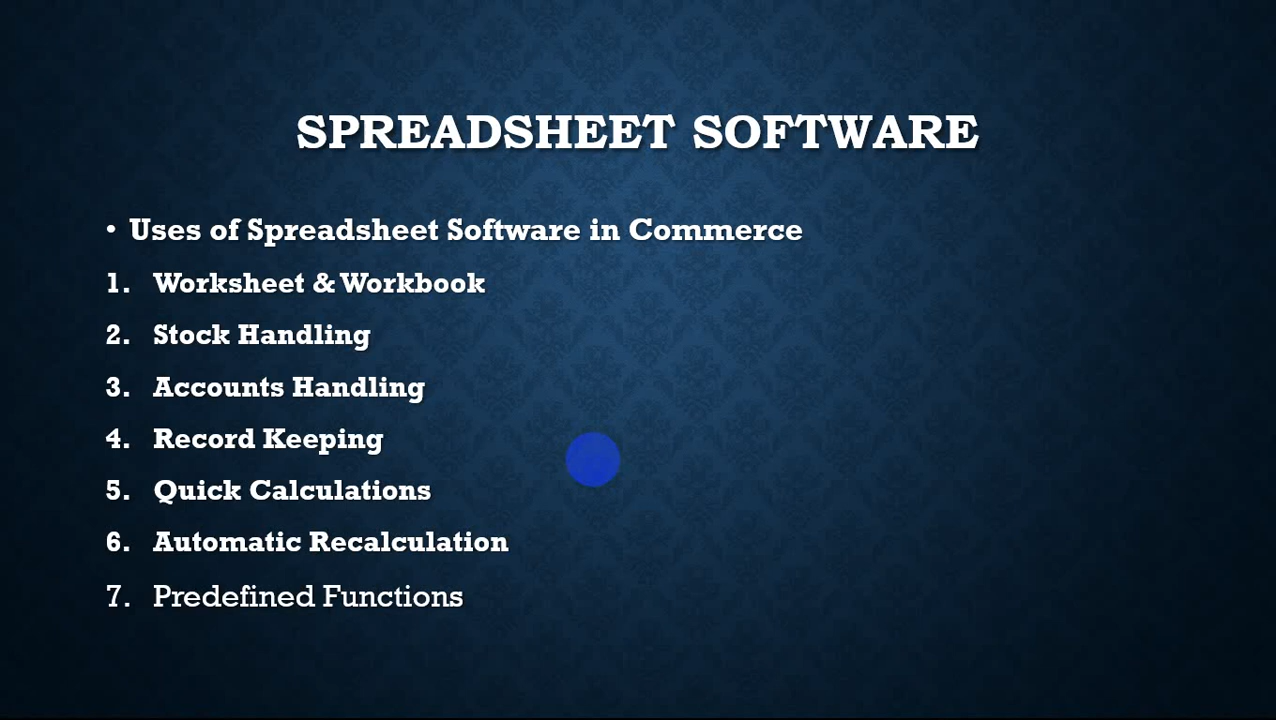 SPREADSHEET SOFTWARE
• Uses of Spreadsheet Software in Commerce
1. Worksheet & Workbook
2. Stock Handling
3. Accounts Handling
4. Record Keeping
5. Quick Calculations
6. Automatic Recalculation
7. Predefined Functions